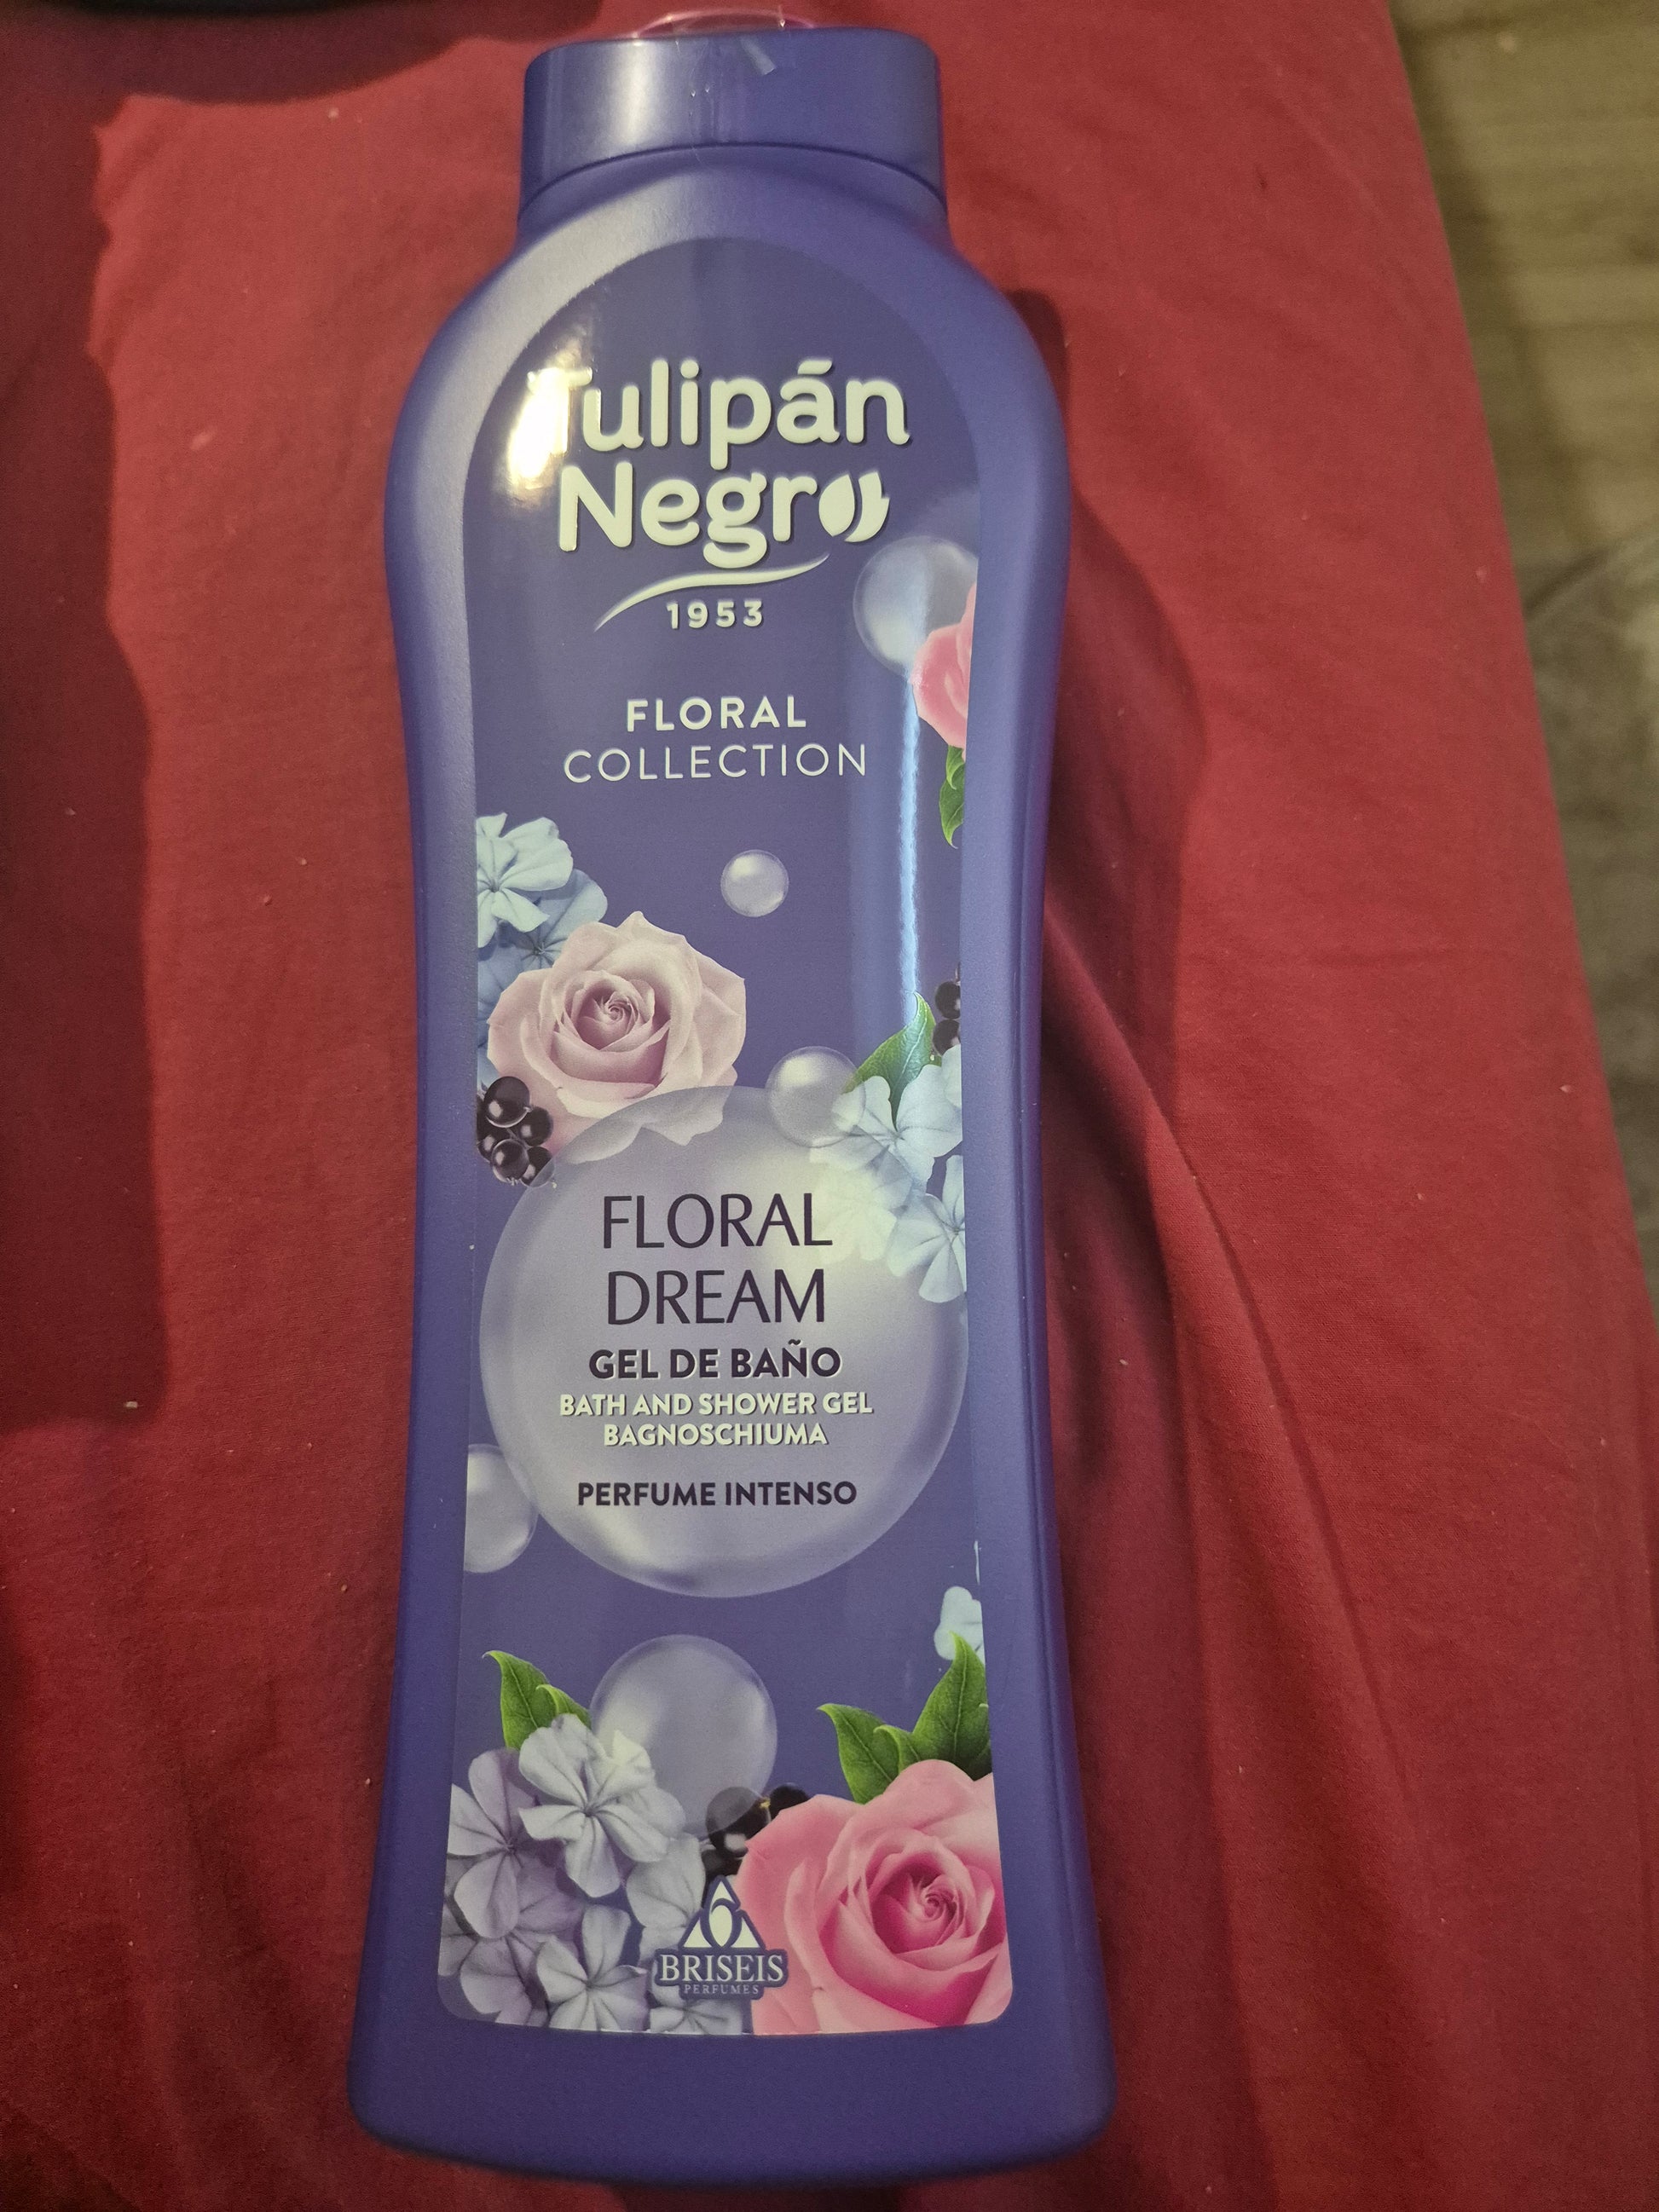 Tulipán
Negro
1953
FLORAL
COLLECTION
FLORAL
DREAM
GEL DE BAÑO
BATH AND SHOWER GEL
BAGNOSCHIUMA
PERFUME INTENSO
BRISEIS
PERFUMES